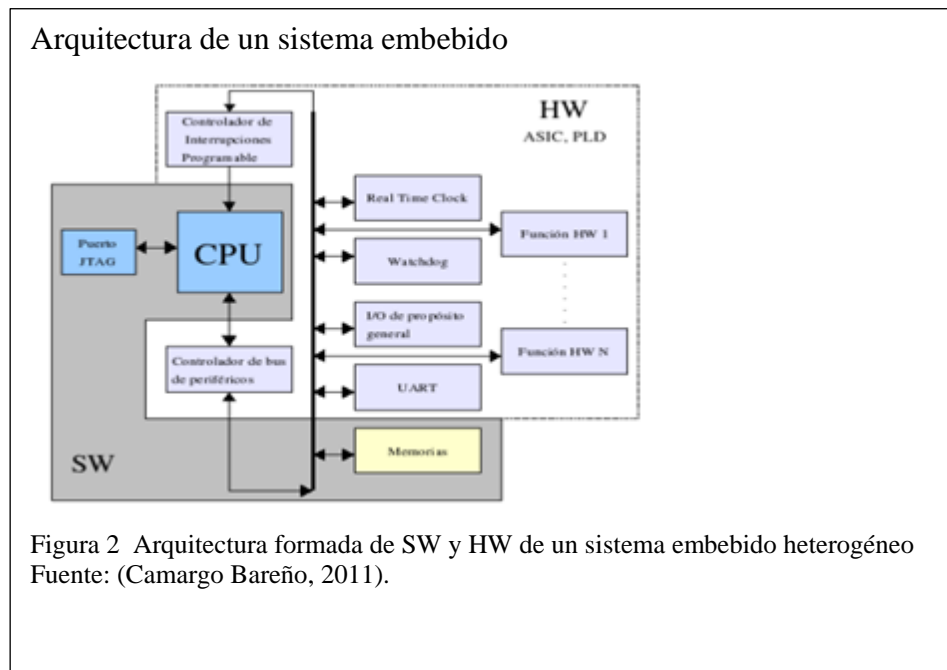 Arquitectura de un sistema embebido
Controlador de
Interrupciones
Programable
HW
ASIC, PLD
Real Time Clock
Puerto
JTAG
CPU
Función HW 1
Watchdog
I/O de propósito
general
Función HW N
Controlador de bus
de periféricos
UART
SW
Memorias
Figura 2 Arquitectura formada de SW y HW de un sistema embebido heterogéneo
Fuente: (Camargo Bareño, 2011).